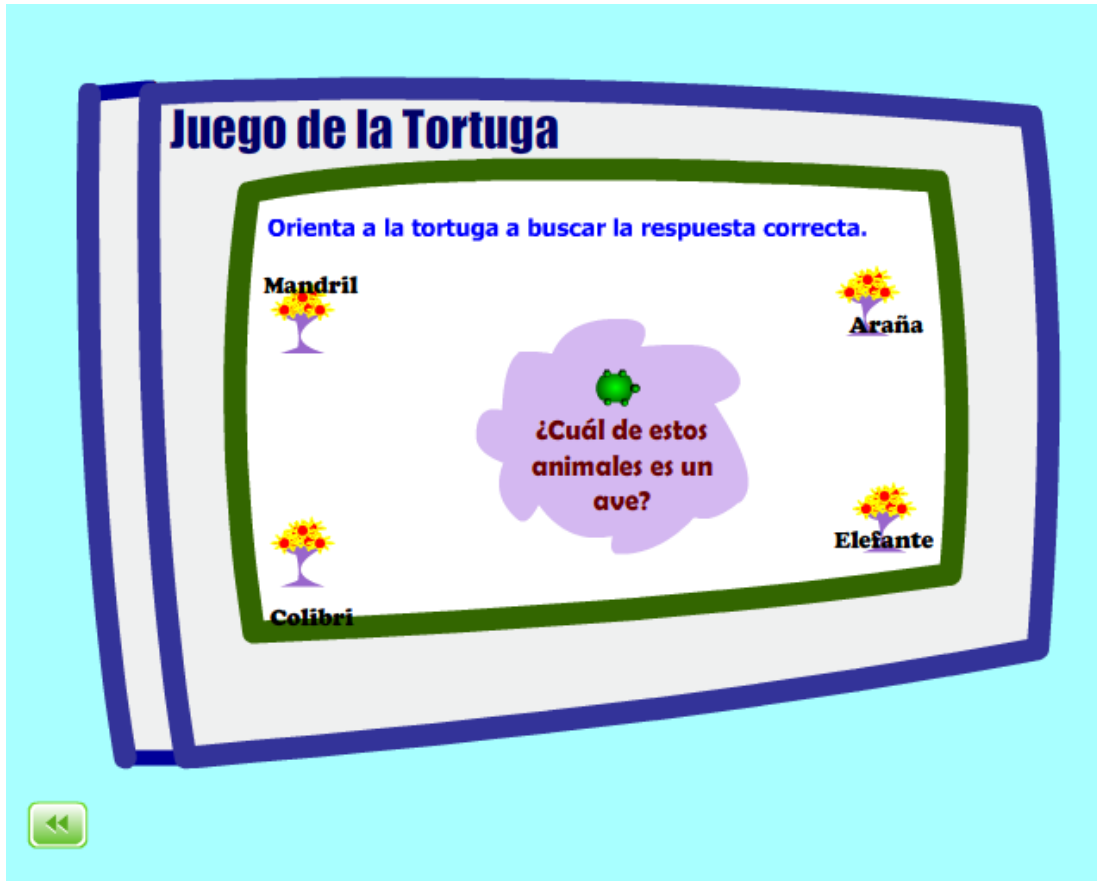 Juego de la Tortuga
Orienta a la tortuga a buscar la respuesta correcta.
Mandril
Araña
¿Cuál de estos
animales es un
ave?
Elefante
Colibri